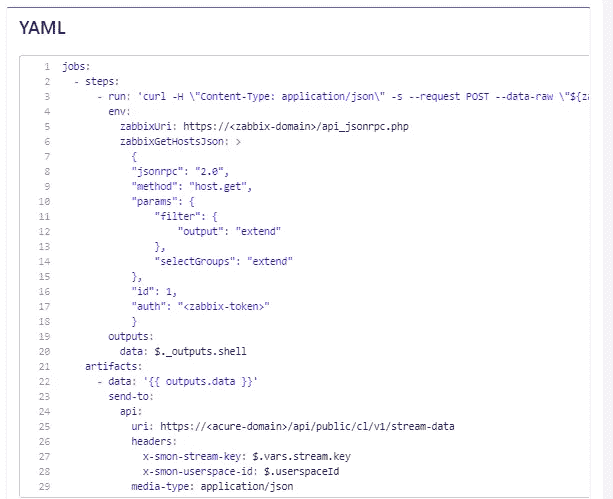 YAML
1 jobs:
2   - steps:
3     - run: 'curl -H \"Content-Type: application/json\" -s --request POST --data-raw \"${za
4       env:
5         zabbixUri: https://<zabbix-domain>/api_jsonrpc.php
6         zabbixGetHostsJson: >
7           {
8           "jsonrpc": "2.0",
9           "method": "host.get",
10           "params": {
11               "filter": {
12                   "output": "extend"
13               },
14               "selectGroups": "extend"
15           },
16           "id": 1,
17           "auth": "<zabbix-token>"
18           }
19       outputs:
20         data: $._outputs.shell
21     artifacts:
22       - data: '{{ outputs.data }}'
23         send-to:
24           api:
25             uri: https://<acure-domain>/api/public/cl/v1/stream-data
26             headers:
27               x-smon-stream-key: $.vars.stream.key
28               x-smon-userspace-id: $.userspaceId
29             media-type: application/json